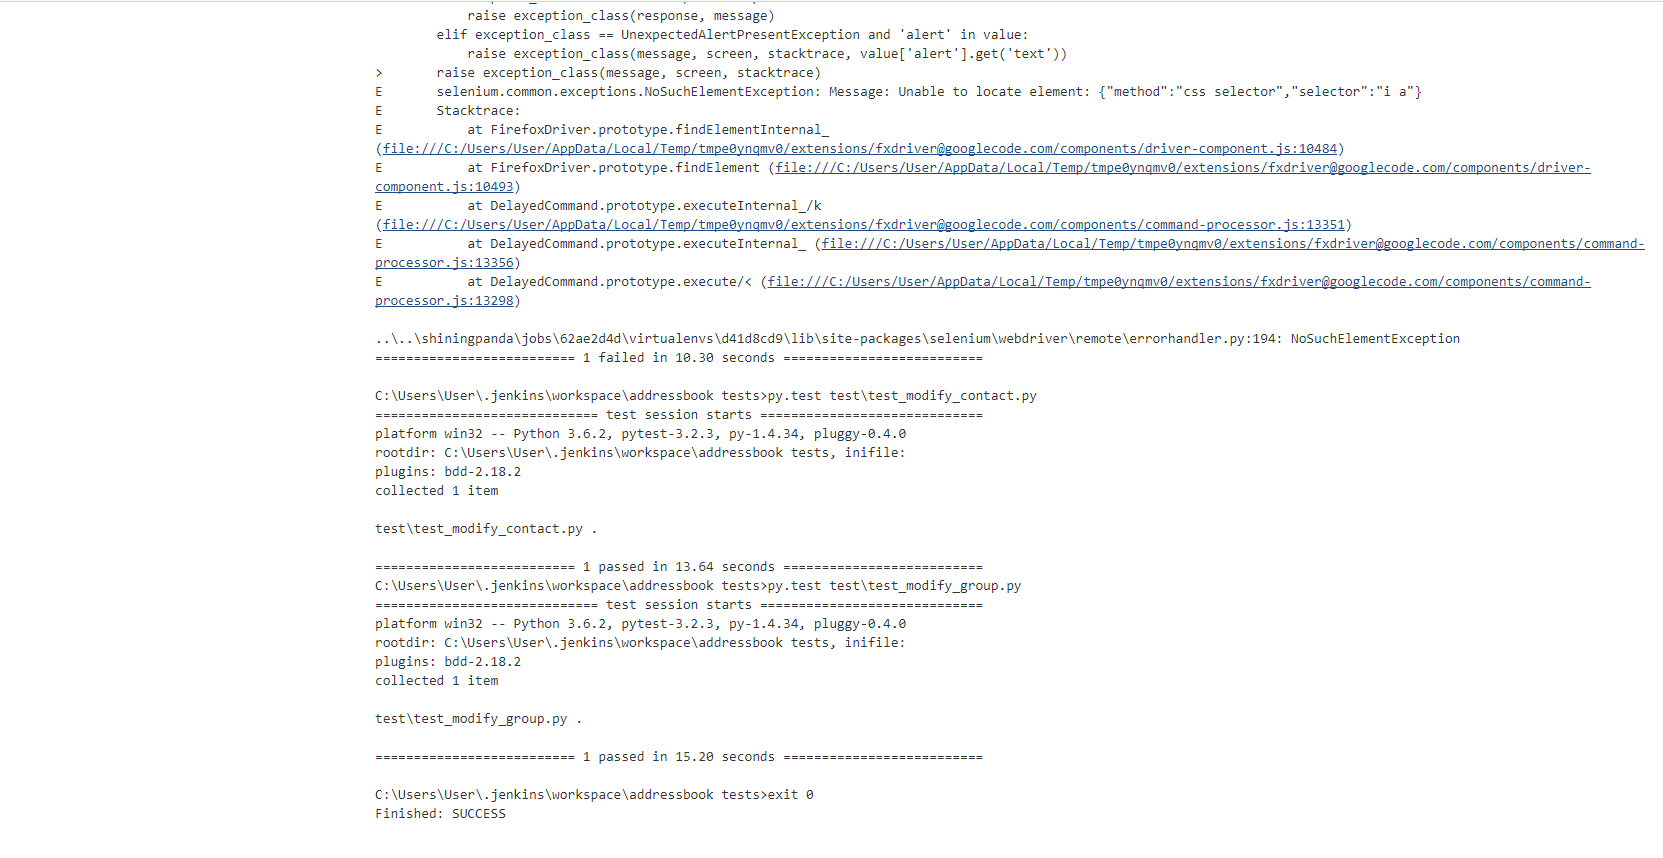 raise exception_class(response, message)
elif exception_class == UnexpectedAlertPresentException and 'alert' in value:
raise exception_class(message, screen, stacktrace, value['alert'].get('text'))
> raise exception_class(message, screen, stacktrace)
E selenium.common.exceptions.NoSuchElementException: Message: Unable to locate element: {"method":"css selector","selector":"i a"}
E Stacktrace:
E at FirefoxDriver.prototype.findElementInternal_
(file:///C:/Users/User/AppData/Local/Temp/tmpe0ynqmv0/extensions/fxdriver@googlecode.com/components/driver-component.js:10484)
E at FirefoxDriver.prototype.findElement (file:///C:/Users/User/AppData/Local/Temp/tmpe0ynqmv0/extensions/fxdriver@googlecode.com/components/driver-
component.js:10493)
E at DelayedCommand.prototype.executeInternal_/k
(file:///C:/Users/User/AppData/Local/Temp/tmpe0ynqmv0/extensions/fxdriver@googlecode.com/components/command-processor.js:13351)
E at DelayedCommand.prototype.executeInternal_ (file:///C:/Users/User/AppData/Local/Temp/tmpe0ynqmv0/extensions/fxdriver@googlecode.com/components/command-
processor.js:13356)
E at DelayedCommand.prototype.execute/< (file:///C:/Users/User/AppData/Local/Temp/tmpe0ynqmv0/extensions/fxdriver@googlecode.com/components/command-
processor.js:13298)
..\..\shiningpanda\jobs\62ae2d4d\virtualenvs\d41d8cd9\lib\site-packages\selenium\webdriver\remote\errorhandler.py:194: NoSuchElementException
========================== 1 failed in 10.30 seconds ==========================
C:\Users\User\.jenkins\workspace\addressbook tests>py.test test\test_modify_contact.py
============================= test session starts =============================
platform win32 -- Python 3.6.2, pytest-3.2.3, py-1.4.34, pluggy-0.4.0
rootdir: C:\Users\User\.jenkins\workspace\addressbook tests, inifile:
plugins: bdd-2.18.2
collected 1 item
test\test_modify_contact.py .
========================== 1 passed in 13.64 seconds ==========================
C:\Users\User\.jenkins\workspace\addressbook tests>py.test test\test_modify_group.py
============================= test session starts =============================
platform win32 -- Python 3.6.2, pytest-3.2.3, py-1.4.34, pluggy-0.4.0
rootdir: C:\Users\User\.jenkins\workspace\addressbook tests, inifile:
plugins: bdd-2.18.2
collected 1 item
test\test_modify_group.py .
========================== 1 passed in 15.20 seconds ==========================
C:\Users\User\.jenkins\workspace\addressbook tests>exit 0
Finished: SUCCESS